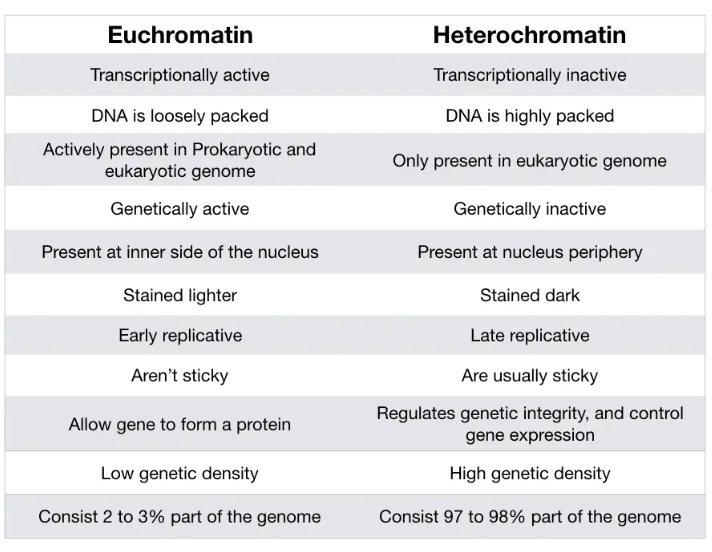 Euchromatin Heterochromatin
Transcriptionally active Transcriptionally inactive
DNA is loosely packed DNA is highly packed
Actively present in Prokaryotic and
eukaryotic genome
Only present in eukaryotic genome
Genetically active Genetically inactive
Present at inner side of the nucleus Present at nucleus periphery
Stained lighter Stained dark
Early replicative Late replicative
Aren’t sticky Are usually sticky
Allow gene to form a protein
Regulates genetic integrity, and control
gene expression
Low genetic density High genetic density
Consist 2 to 3% part of the genome Consist 97 to 98% part of the genome